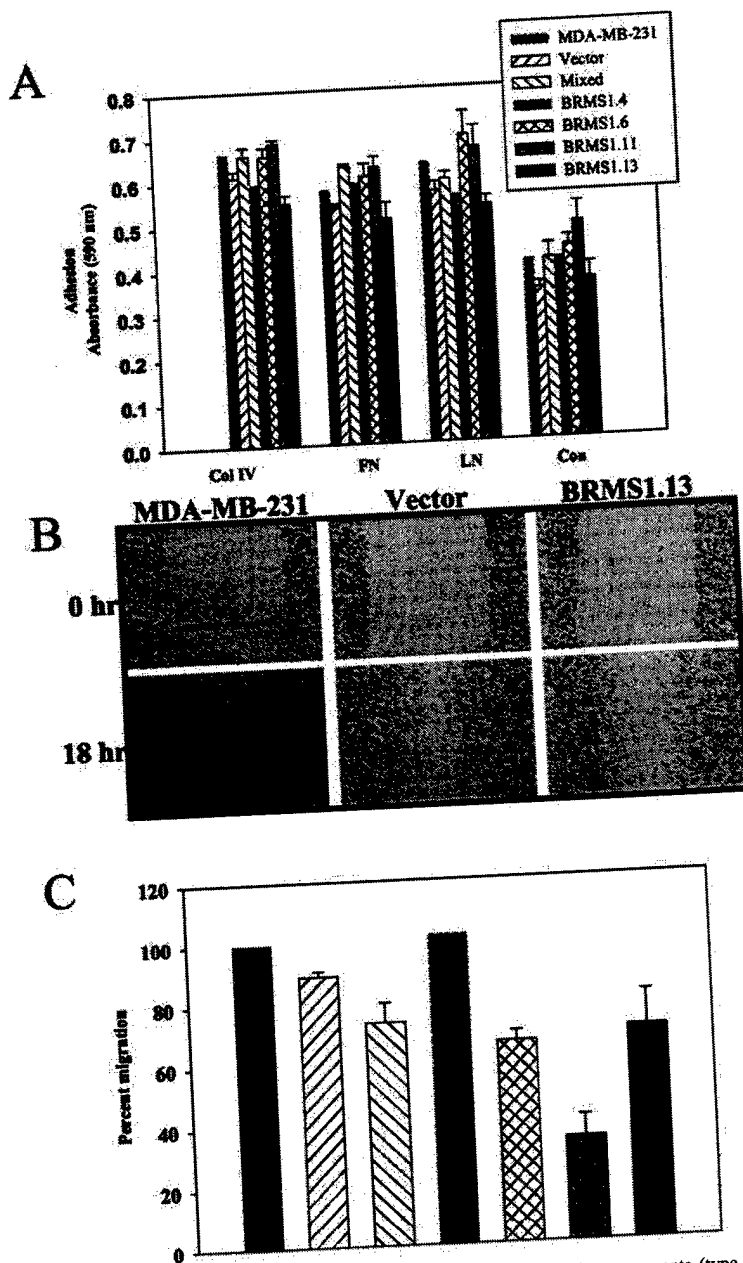 A
MDA-MB-231
Vector
Mixed
BRMS1.4
BRMS1.6
BRMS1.11
BRMS1.13
0.8
0.7
0.6
0.5
0.4
0.3
0.2
0.1
0.0
Adhesion
Absorbance (590 nm)
Col IV
FN
LN
Con
B
MDA-MB-231
Vector
BRMS1.13
0 hr
18 hr
C
120
100
80
60
40
20
0
Percent migration
(type